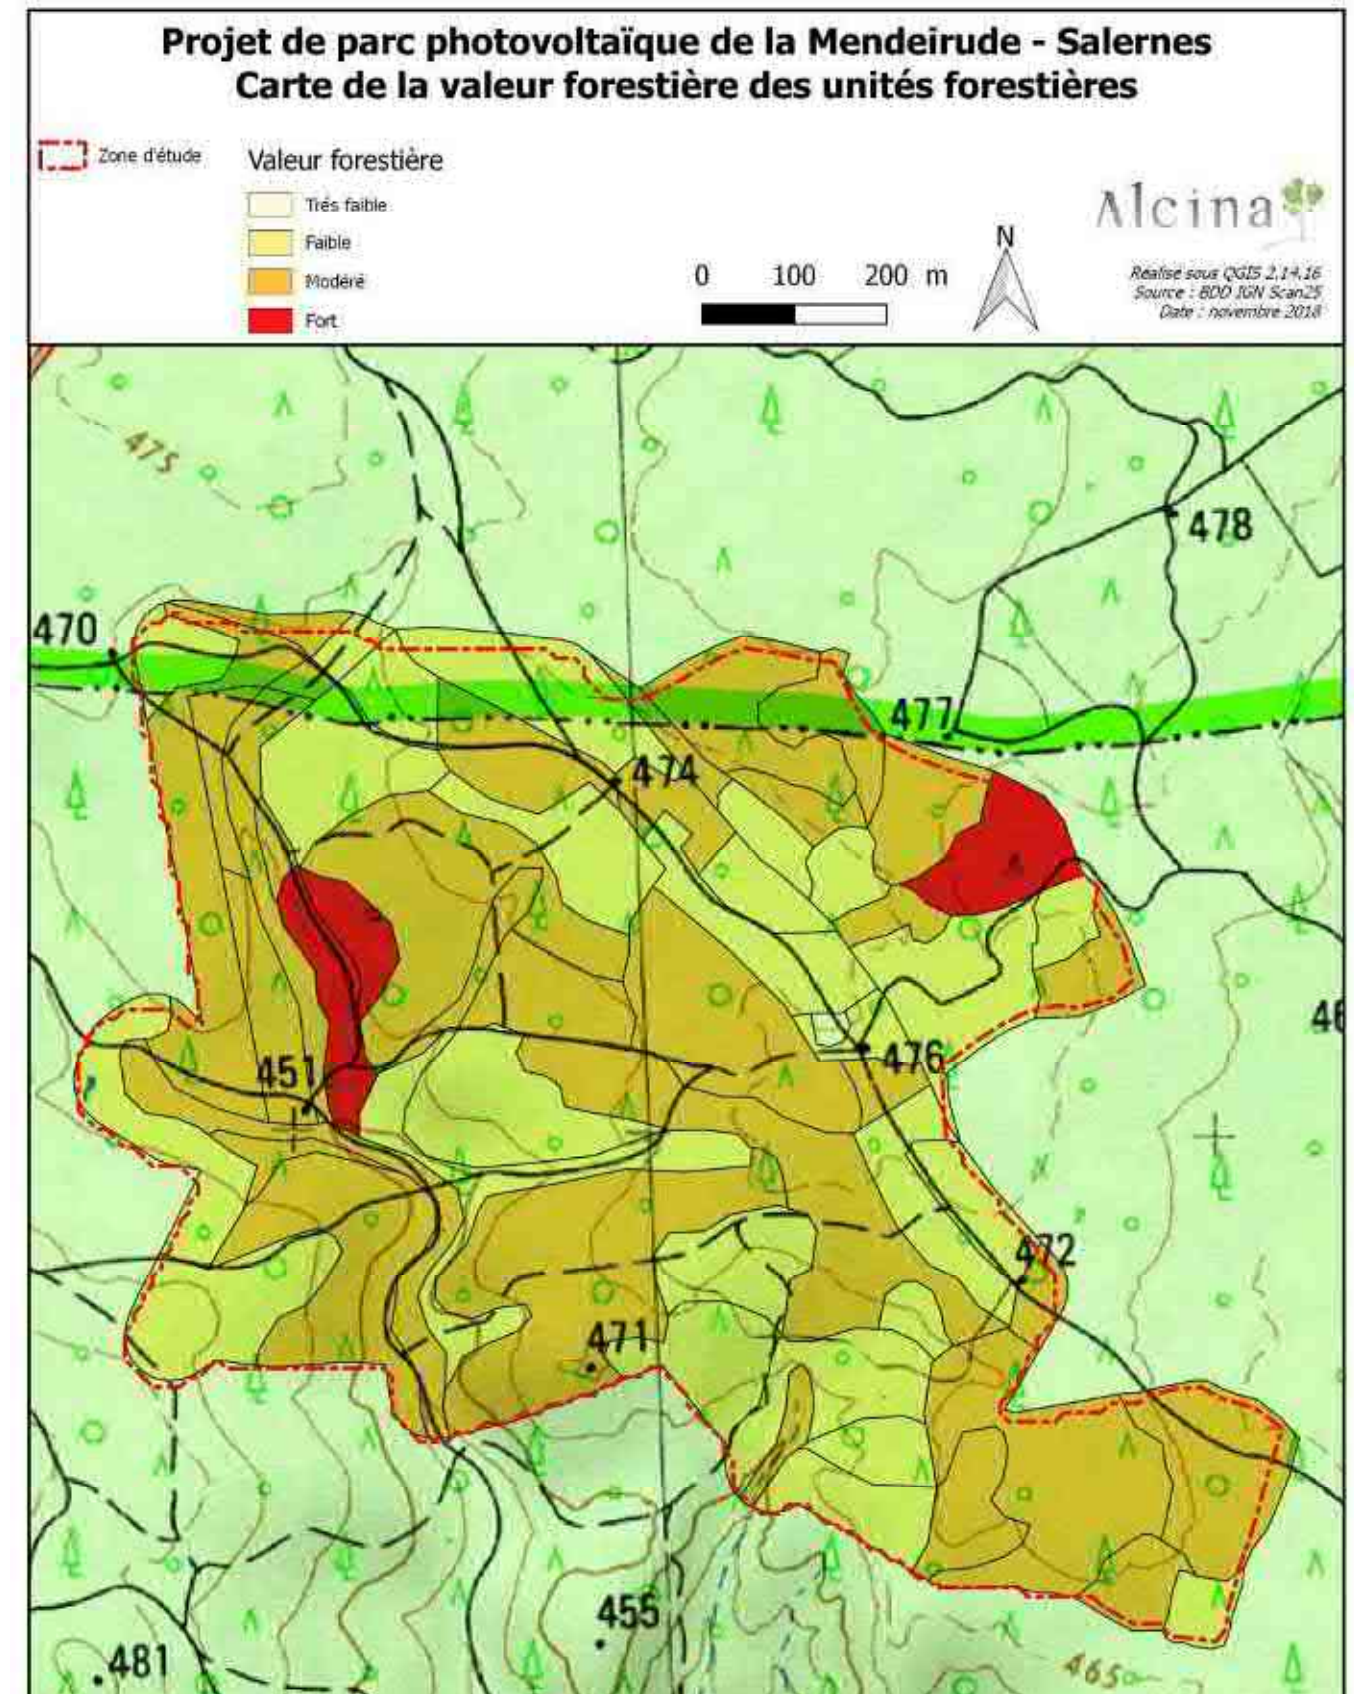 Projet de parc photovoltaïque de la Mendeirude - Salernes
Carte de la valeur forestière des unités forestières
Zone d'étude
Valeur forestière
Trés faible
Faible
Modéré
Fort
0 100 200 m
N
Alcina
Réalisé sous QGIS 2.14.16
Source : BDD IGN Scan25
Date : novembre 2018
475
478
470
477
474
451
476
46
472
471
455
481
465